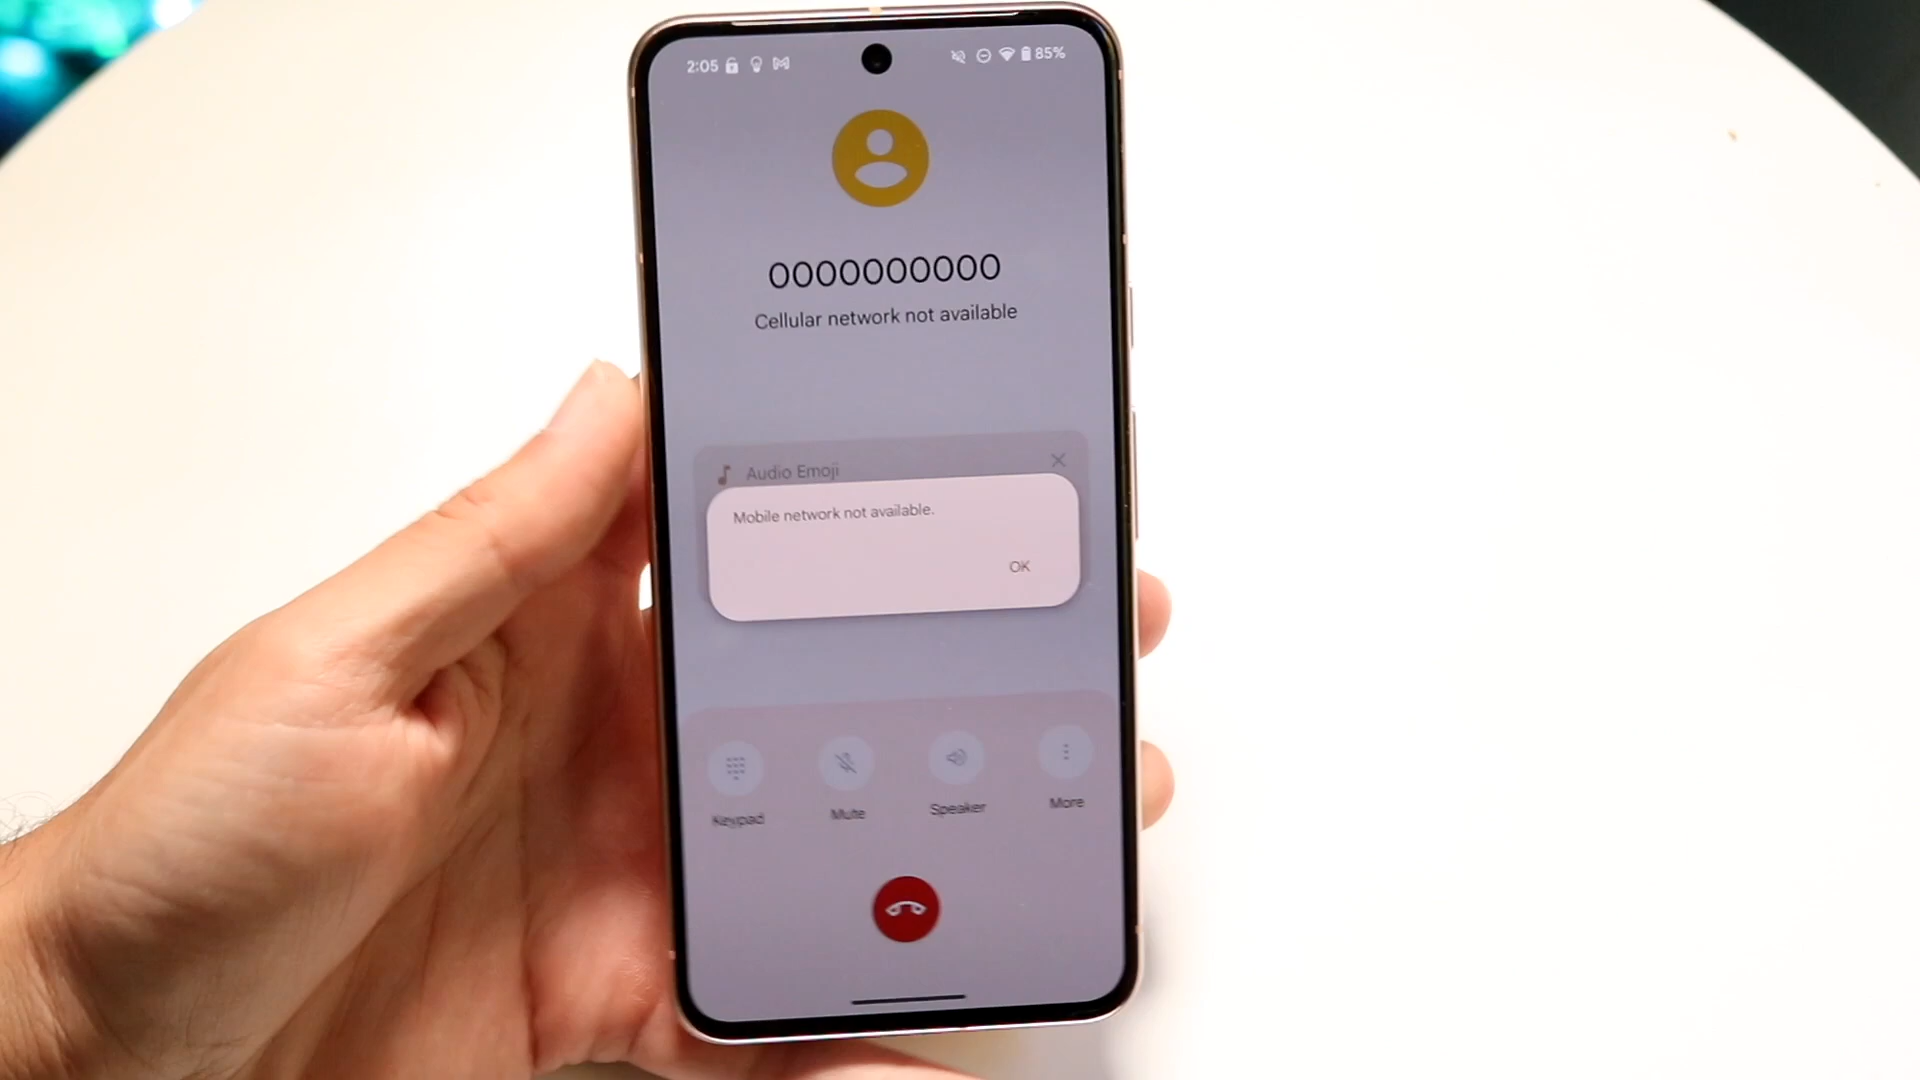 2:05 85%
0000000000
Cellular network not available
Audio Emoji
Mobile network not available.
OK
Keypad Mute Speaker More